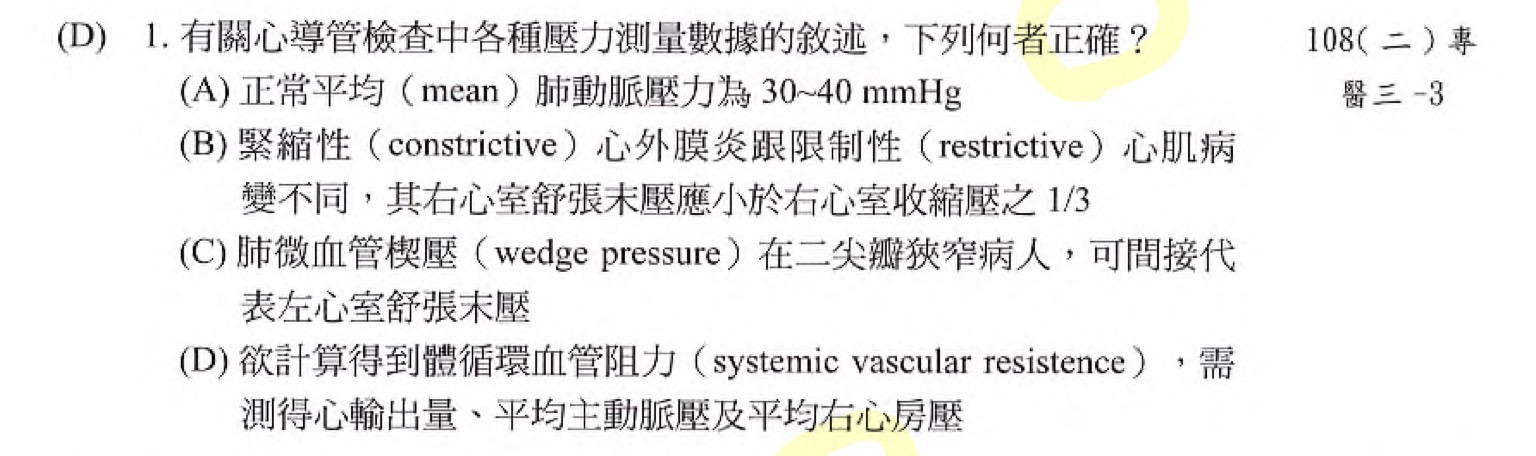 (D) 1. 有關心導管檢查中各種壓力測量數據的敘述，下列何者正確？ 108(二)專
(A) 正常平均（mean）肺動脈壓力為 30~40 mmHg 醫三-3
(B) 緊縮性（constrictive）心外膜炎跟限制性（restrictive）心肌病
變不同，其右心室舒張末壓應小於右心室收縮壓之 1/3
(C) 肺微血管楔壓（wedge pressure）在二尖瓣狹窄病人，可間接代
表左心室舒張末壓
(D) 欲計算得到體循環血管阻力（systemic vascular resistence），需
測得心輸出量、平均主動脈壓及平均右心房壓